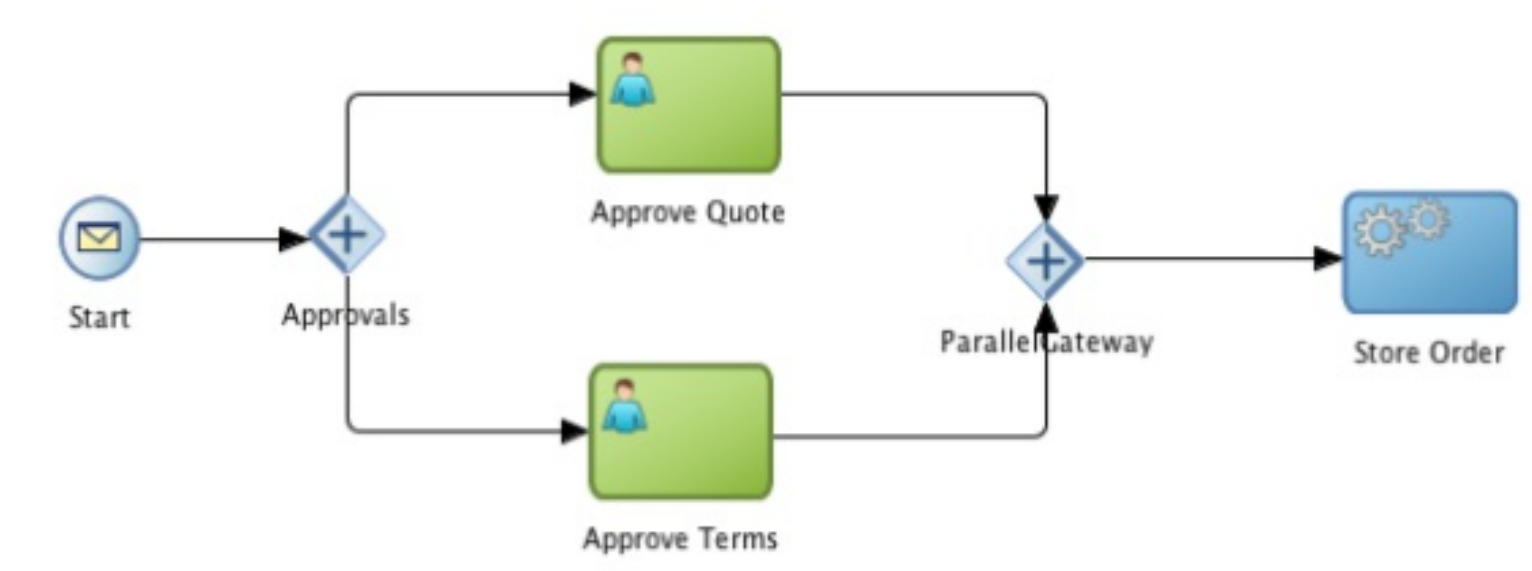 Approve Quote
Start
Approvals
ParallelGateway
Store Order
Approve Terms